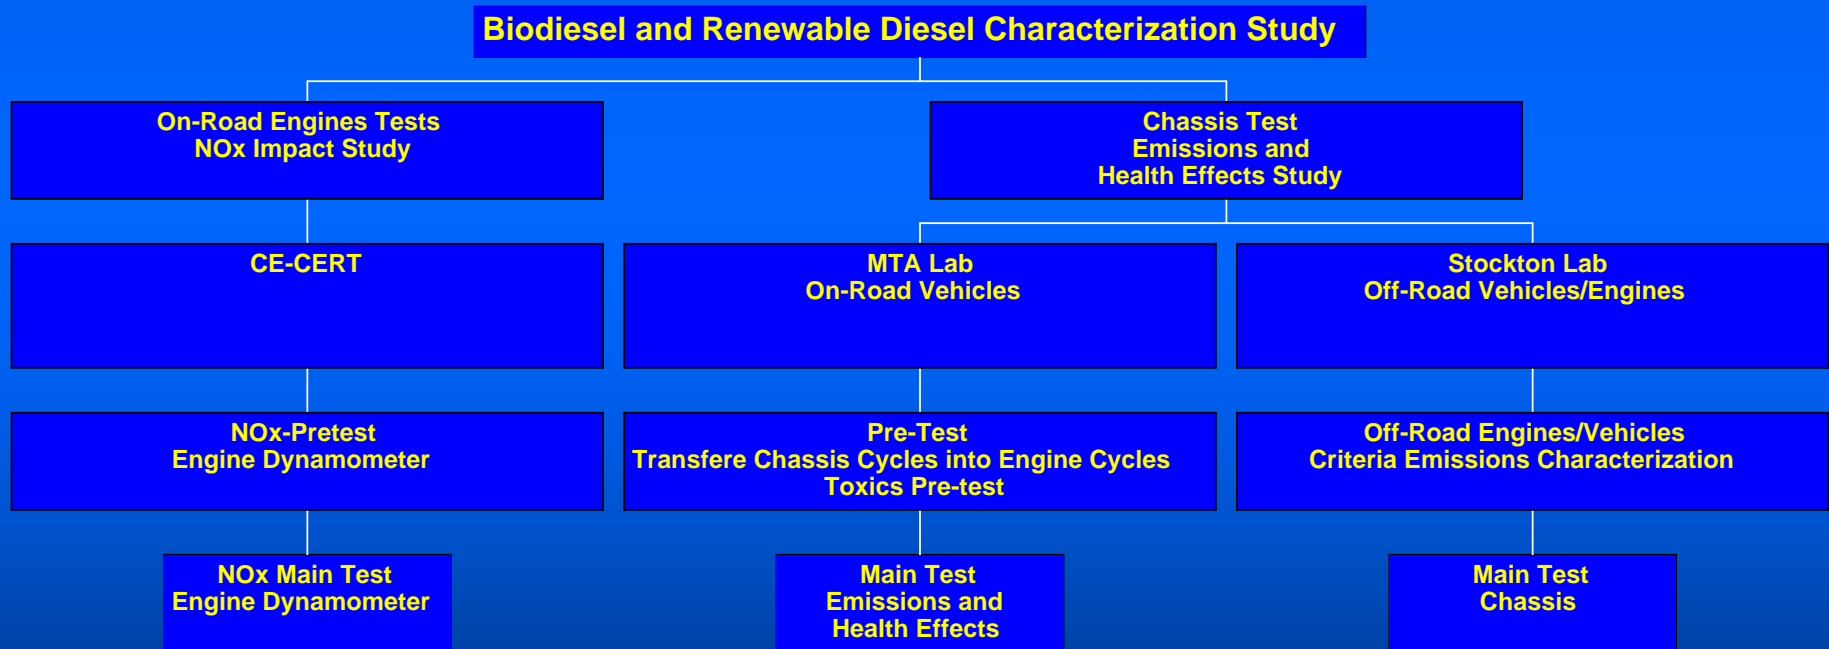 Biodiesel and Renewable Diesel Characterization Study
On-Road Engines Tests
NOx Impact Study
Chassis Test
Emissions and
Health Effects Study
CE-CERT
MTA Lab
On-Road Vehicles
Stockton Lab
Off-Road Vehicles/Engines
NOx-Pretest
Engine Dynamometer
Pre-Test
Transfere Chassis Cycles into Engine Cycles
Toxics Pre-test
Off-Road Engines/Vehicles
Criteria Emissions Characterization
NOx Main Test
Engine Dynamometer
Main Test
Emissions and
Health Effects
Main Test
Chassis